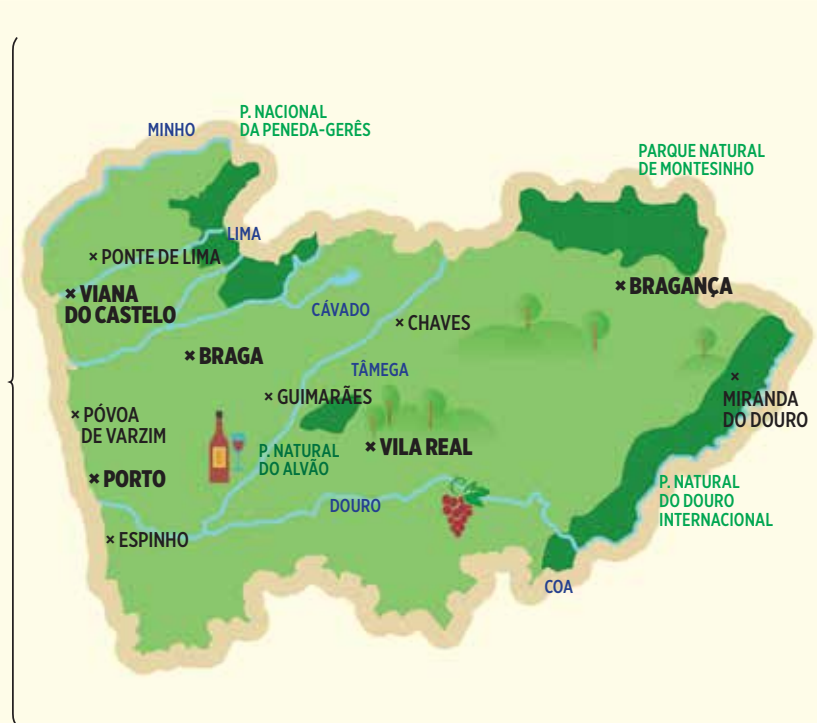 P. NACIONAL
DA PENEDA-GERÊS
MINHO
PARQUE NATURAL
DE MONTESINHO
LIMA
× PONTE DE LIMA
× VIANA
DO CASTELO
× BRAGANÇA
CÁVADO
× CHAVES
× BRAGA
TÂMEGA
× GUIMARÃES
×
MIRANDA
DO DOURO
× PÓVOA
DE VARZIM
× VILA REAL
P. NATURAL
DO ALVÃO
× PORTO
P. NATURAL
DO DOURO
INTERNACIONAL
DOURO
× ESPINHO
COA